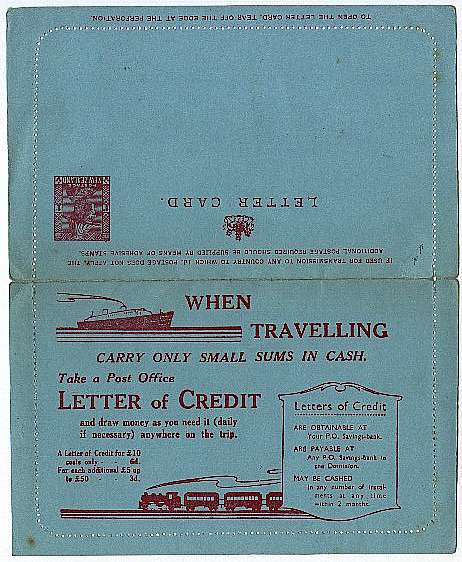 TO OPEN THE LETTER CARD, TEAR OFF THE EDGE AT THE PERFORATION.
POSTAGE
NEW ZEALAND
LETTER CARD.
IF USED FOR TRANSMISSION TO ANY COUNTRY TO WHICH 1d. POSTAGE DOES NOT APPLY, THE
ADDITIONAL POSTAGE REQUIRED SHOULD BE SUPPLIED BY MEANS OF ADHESIVE STAMPS.
WHEN
TRAVELLING
CARRY ONLY SMALL SUMS IN CASH.
Take a Post Office
LETTER of CREDIT
and draw money as you need it (daily
if necessary) anywhere on the trip.
A Letter of Credit for £10
costs only 6d.
For each additional £5 up
to £50 3d.
Letters of Credit
ARE OBTAINABLE AT
Your P.O. Savings-bank.
ARE PAYABLE AT
Any P.O. Savings-bank in
the Dominion.
MAY BE CASHED
In any number of instal-
ments at any time
within 2 months.